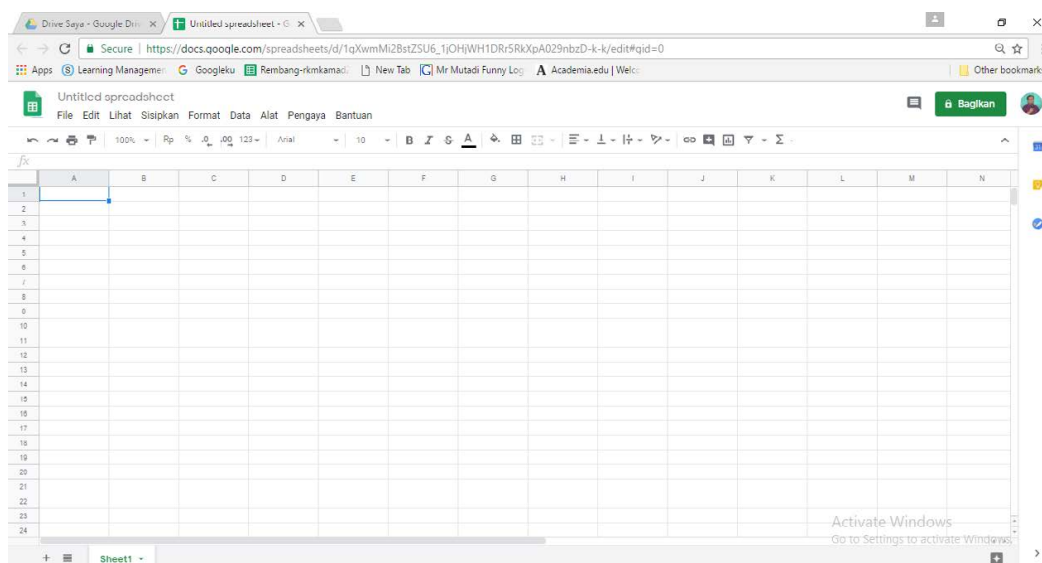 Drive Saya - Google Driv × Untitled spreadsheet - G ×
Secure | https://docs.google.com/spreadsheets/d/1qXwmMi2BstZSU6_1jOHjWH1DRr5RkXpA029nbzD-k-k/edit#gid=0
Apps Learning Managemen Googleku Rembang-rkmkamadi New Tab Mr Mutadi Funny Log Academia.edu | Welc Other bookmark
Untitled spreadsheet
File Edit Lihat Sisipkan Format Data Alat Pengaya Bantuan
Bagikan
100% Rp % .0 .00 123 Arial 10 B I S A
fx
A B C D E F G H I J K L M N
1
2
3
4
5
6
7
8
9
10
11
12
13
14
15
16
17
18
19
20
21
22
23
24
Activate Windows
Go to Settings to activate Windows.
Sheet1